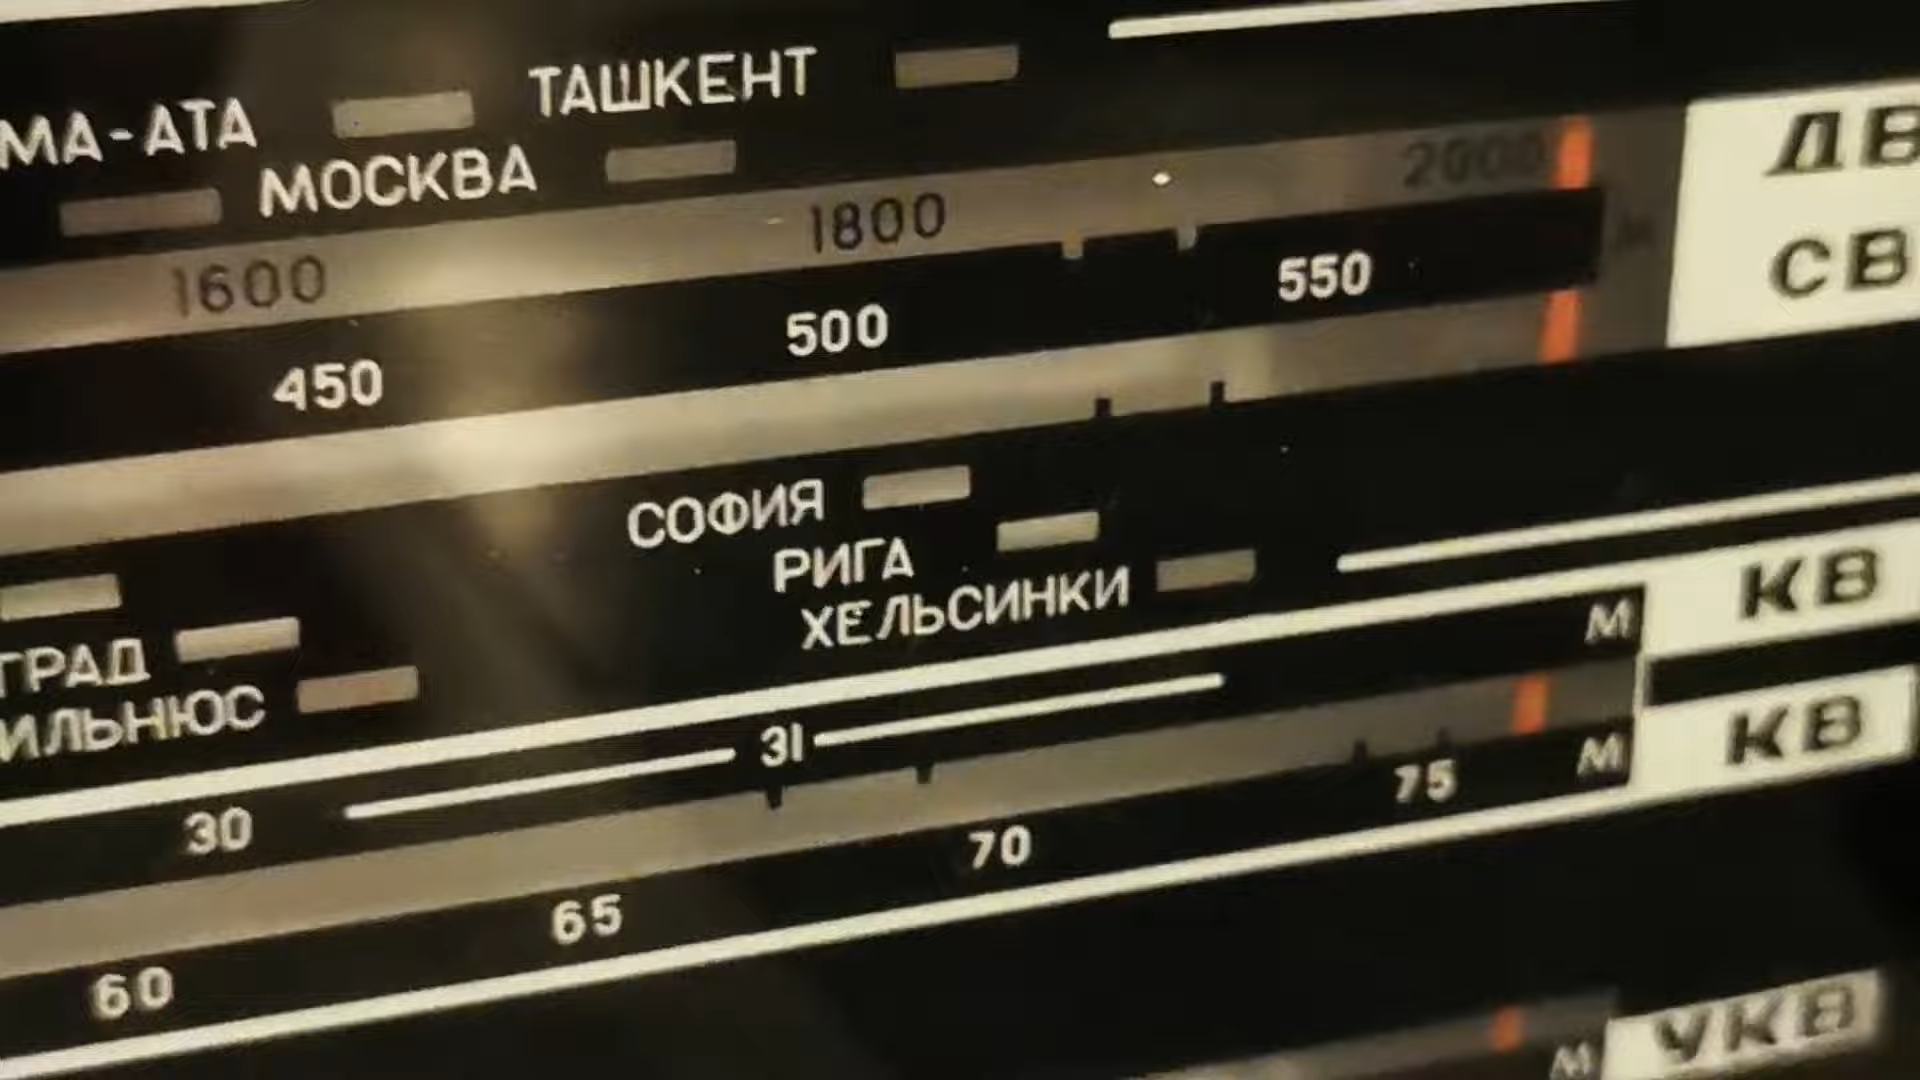 ТАШКЕНТ
МА-АТА
МОСКВА
ДВ
2000
1800
1600
СВ
550
500
450
СОФИЯ
РИГА
ХЕЛЬСИНКИ
ГРАД
ИЛЬНЮС
КВ
М
31
30
КВ
М
75
70
65
60
УКВ
М